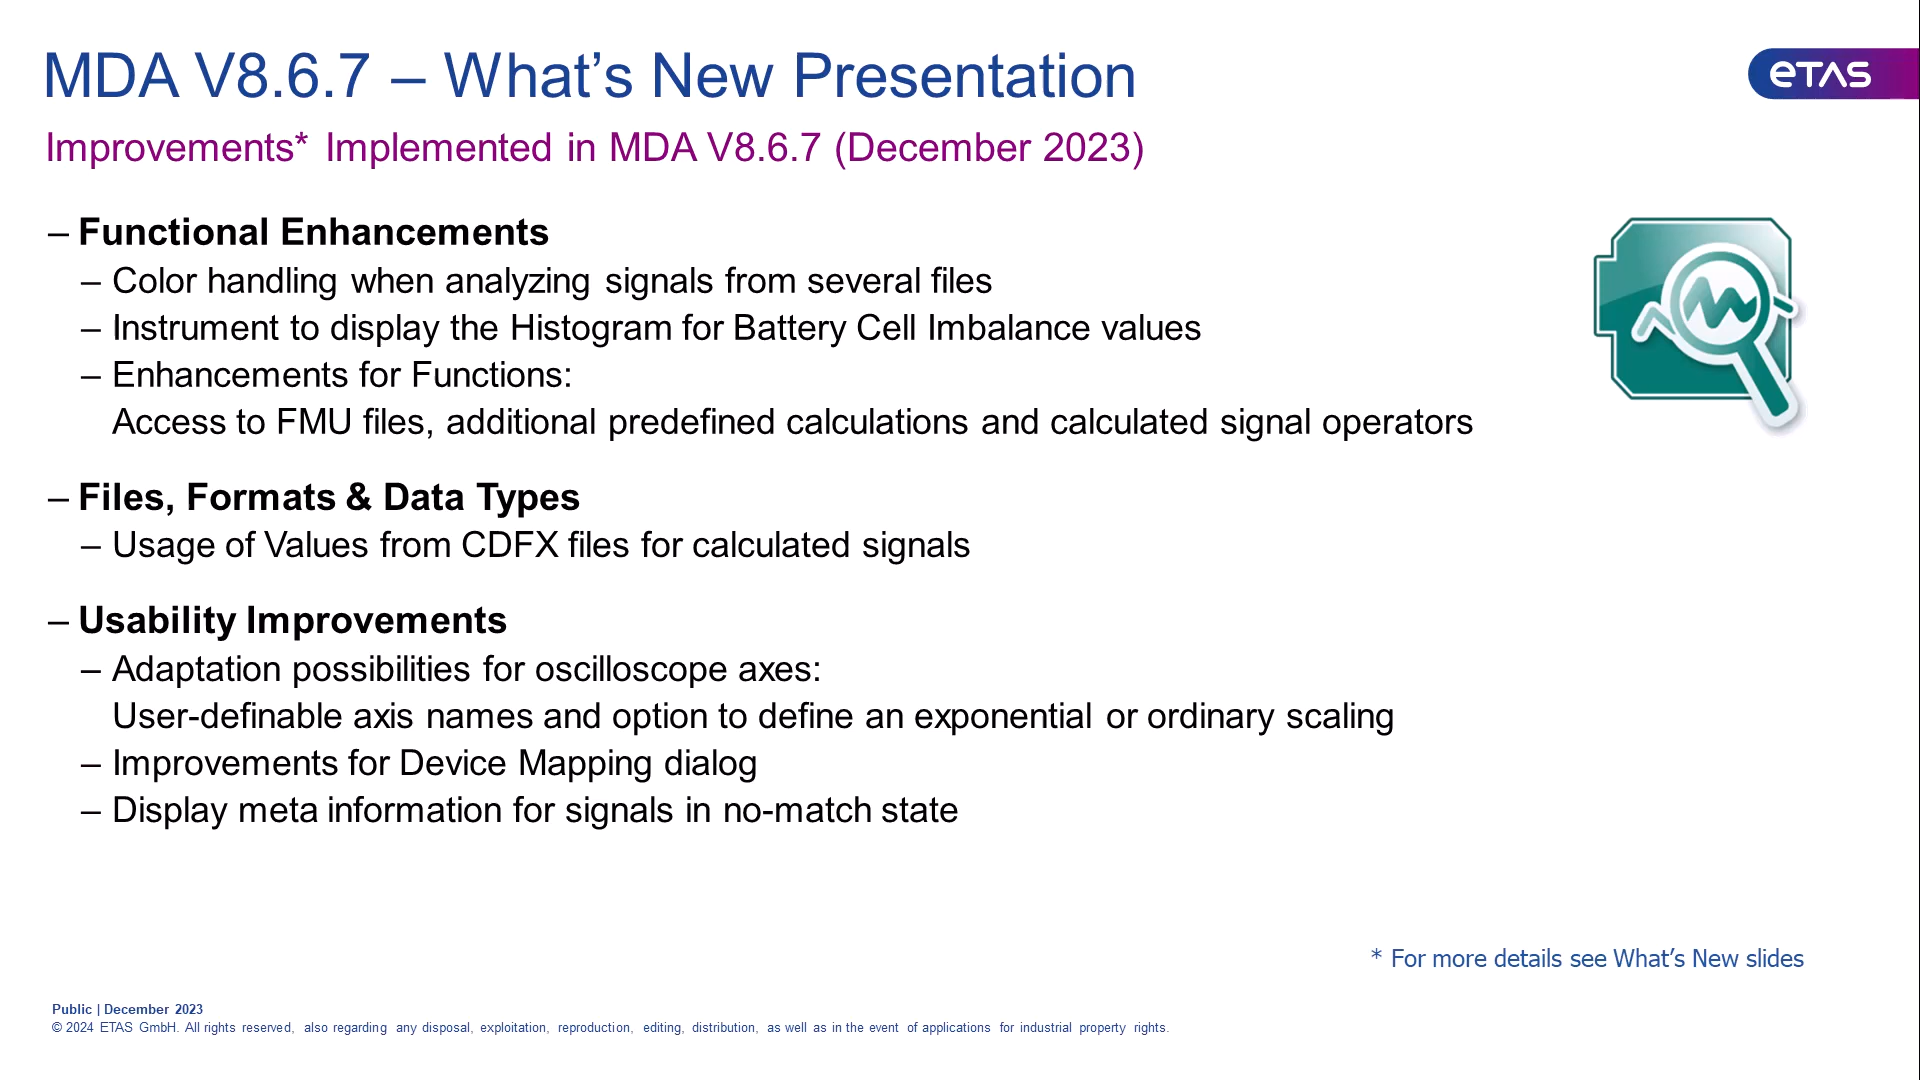 MDA V8.6.7 – What’s New Presentation
eTAS
Improvements* Implemented in MDA V8.6.7 (December 2023)
– Functional Enhancements
– Color handling when analyzing signals from several files
– Instrument to display the Histogram for Battery Cell Imbalance values
– Enhancements for Functions:
Access to FMU files, additional predefined calculations and calculated signal operators
– Files, Formats & Data Types
– Usage of Values from CDFX files for calculated signals
– Usability Improvements
– Adaptation possibilities for oscilloscope axes:
User-definable axis names and option to define an exponential or ordinary scaling
– Improvements for Device Mapping dialog
– Display meta information for signals in no-match state
* For more details see What’s New slides
Public | December 2023
© 2024 ETAS GmbH. All rights reserved, also regarding any disposal, exploitation, reproduction, editing, distribution, as well as in the event of applications for industrial property rights.